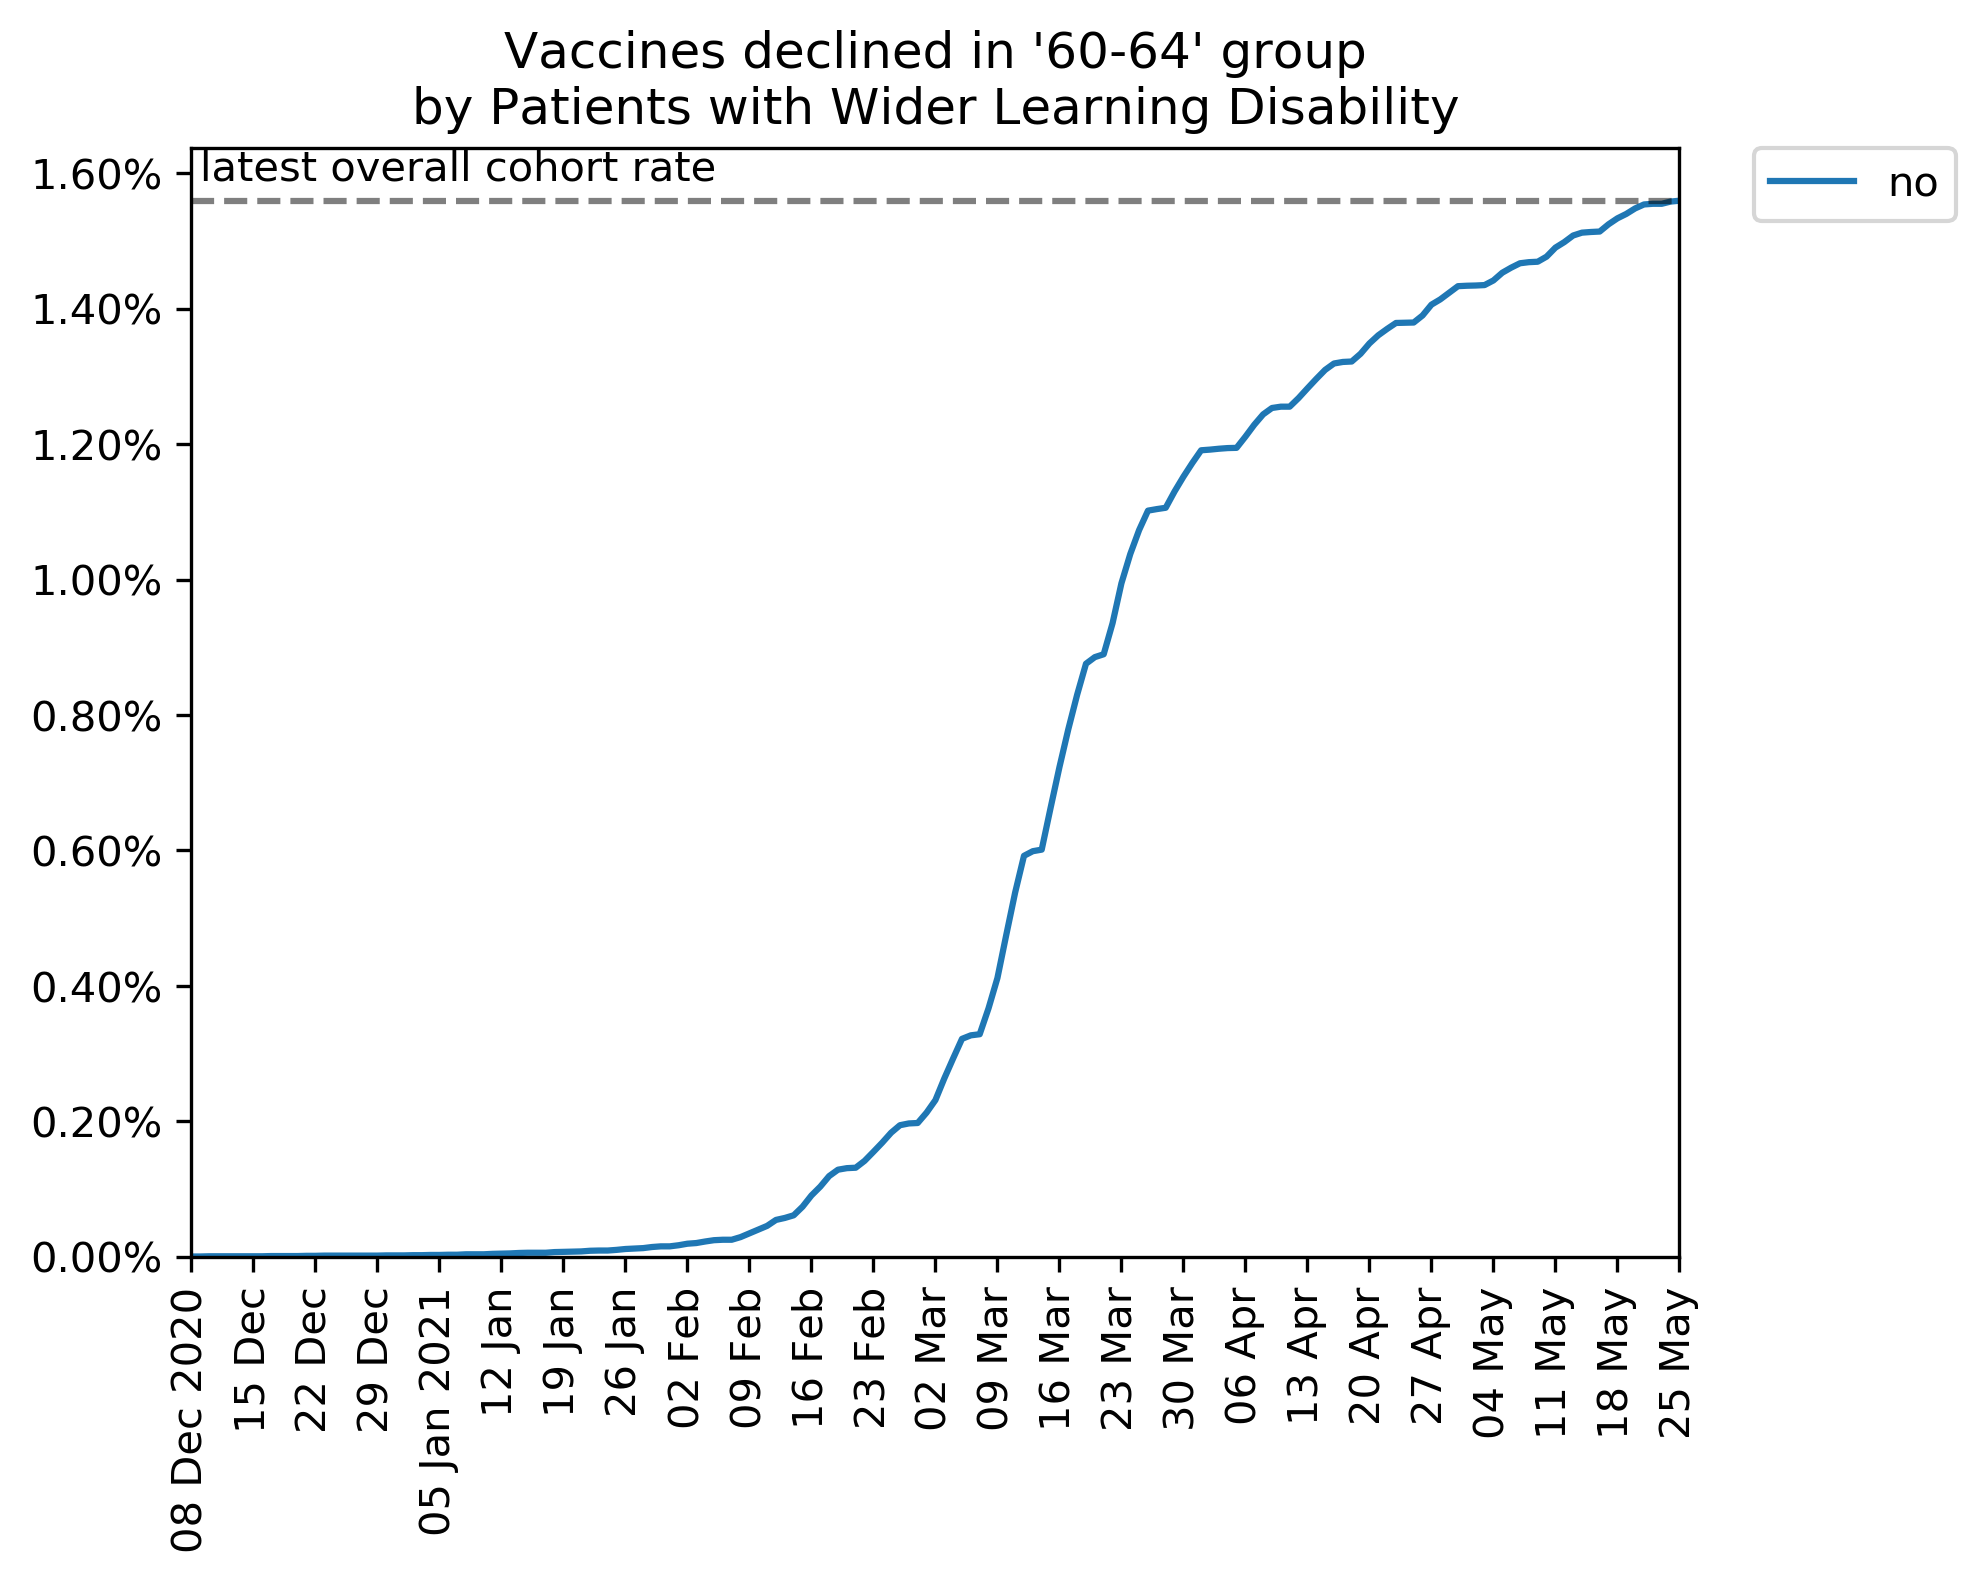 Vaccines declined in '60-64' group
by Patients with Wider Learning Disability
latest overall cohort rate
no
1.60%
1.40%
1.20%
1.00%
0.80%
0.60%
0.40%
0.20%
0.00%
08 Dec 2020
15 Dec
22 Dec
29 Dec
05 Jan 2021
12 Jan
19 Jan
26 Jan
02 Feb
09 Feb
16 Feb
23 Feb
02 Mar
09 Mar
16 Mar
23 Mar
30 Mar
06 Apr
13 Apr
20 Apr
27 Apr
04 May
11 May
18 May
25 May